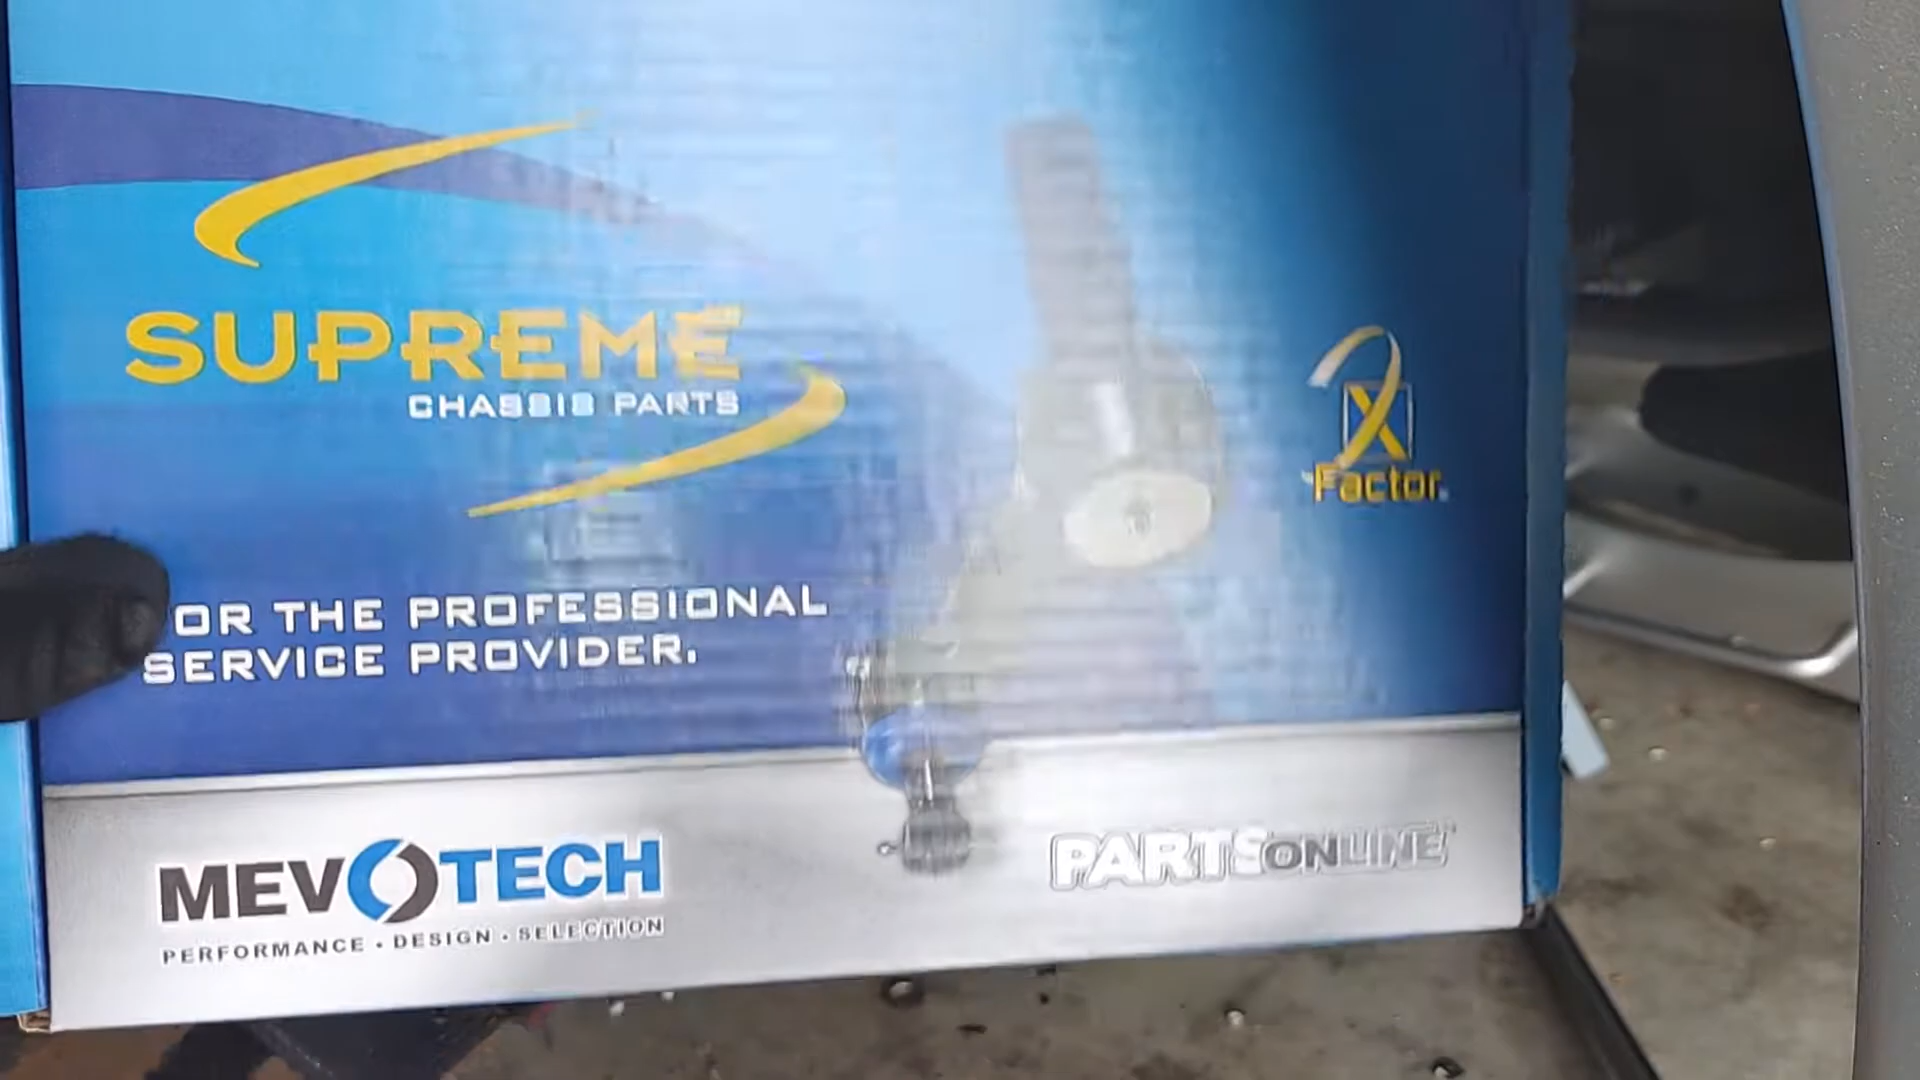 SUPREME
CHASSIS PARTS
X
Factor.
OR THE PROFESSIONAL
SERVICE PROVIDER.
MEVOTECH
PERFORMANCE • DESIGN • SELECTION
PARTSONLINE